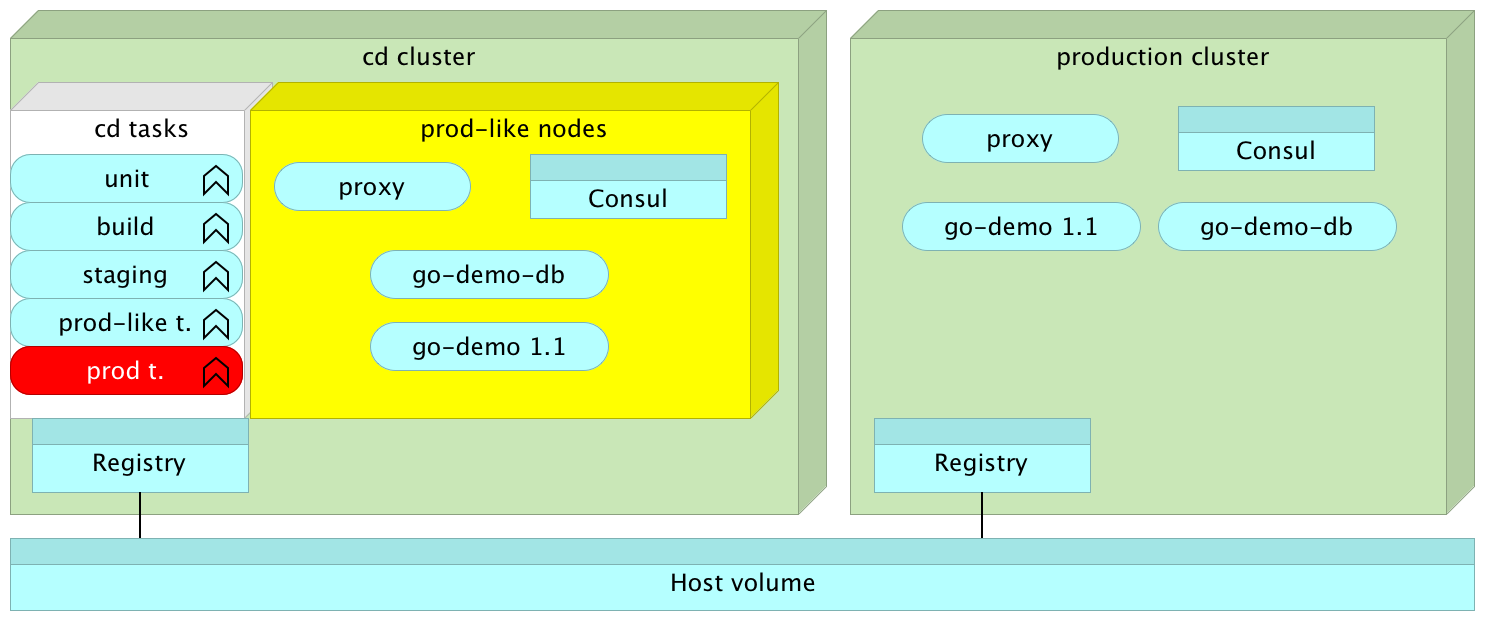 cd cluster
production cluster
cd tasks
prod-like nodes
unit
build
staging
prod-like t.
prod t.
proxy
Consul
go-demo-db
go-demo 1.1
proxy
Consul
go-demo 1.1
go-demo-db
Registry
Registry
Host volume